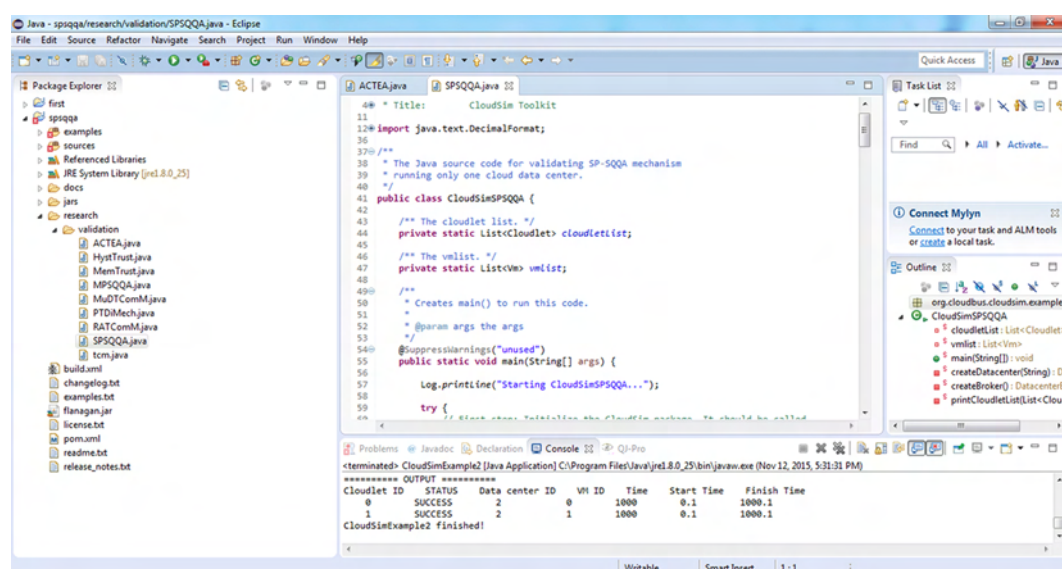 Java - spsqqa/research/validation/SPSQQA.java - Eclipse
File Edit Source Refactor Navigate Search Project Run Window Help
Quick Access
Java
Package Explorer
first
spsqqa
examples
sources
Referenced Libraries
JRE System Library [jre1.8.0_25]
docs
jars
research
validation
ACTEA.java
HystTrust.java
MemTrust.java
MPSQQA.java
MuDTComM.java
PTDiMech.java
RATComM.java
SPSQQA.java
tcm.java
build.xml
changelog.txt
examples.txt
flanagan.jar
license.txt
pom.xml
readme.txt
release_notes.txt
ACTEA.java SPSQQA.java
4 * Title: CloudSim Toolkit
11
12 import java.text.DecimalFormat;
36
37 /**
38 * The Java source code for validating SP-SQQA mechanism
39 * running only one cloud data center.
40 */
41 public class CloudSimSPSQQA {
42
43 /** The cloudlet list. */
44 private static List<Cloudlet> cloudletList;
45
46 /** The vmlist. */
47 private static List<Vm> vmlist;
48
49 /**
50 * Creates main() to run this code.
51 *
52 * @param args the args
53 */
54 @SuppressWarnings("unused")
55 public static void main(String[] args) {
56
57 Log.printLine("Starting CloudSimSPSQQA...");
58
59 try {
60 // First step: Initialize the CloudSim package. It should be called
Task List
Find All Activate...
Connect Mylyn
Connect to your task and ALM tools
or create a local task.
Outline
org.cloudbus.cloudsim.example
CloudSimSPSQQA
cloudletList : List<Cloudlet
vmlist : List<Vm>
main(String[]) : void
createDatacenter(String) : D
createBroker() : Datacenter
printCloudletList(List<Clou
Problems Javadoc Declaration Console QJ-Pro
<terminated> CloudSimExample2 [Java Application] C:\Program Files\Java\jre1.8.0_25\bin\javaw.exe (Nov 12, 2015, 5:31:31 PM)
========== OUTPUT ==========
Cloudlet ID STATUS Data center ID VM ID Time Start Time Finish Time
0 SUCCESS 2 0 1000 0.1 1000.1
1 SUCCESS 2 1 1000 0.1 1000.1
CloudSimExample2 finished!
Writable Smart Insert 1 : 1